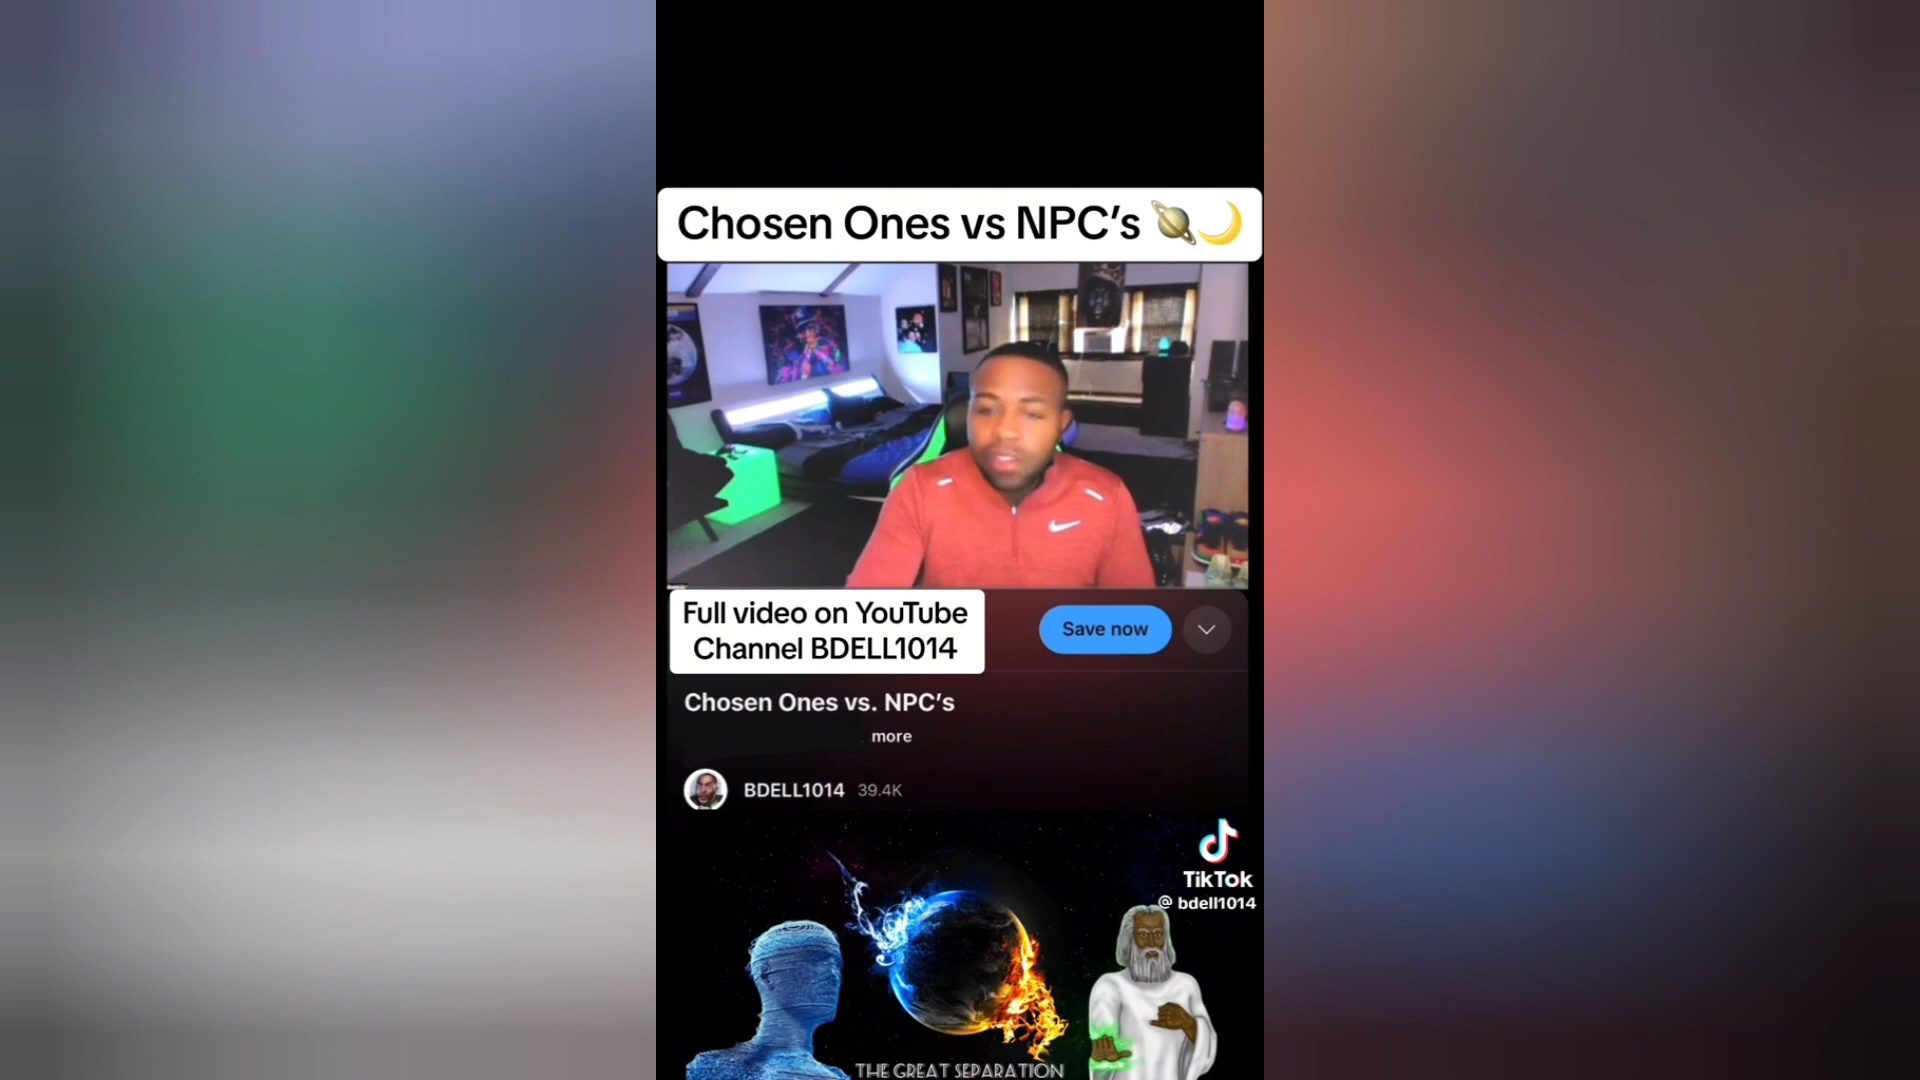 Chosen Ones vs NPC’s 🪐🌙
Full video on YouTube
Channel BDELL1014
Save now
Chosen Ones vs. NPC’s
more
BDELL1014 39.4K
TikTok
@ bdell1014
THE GREAT SEPARATION